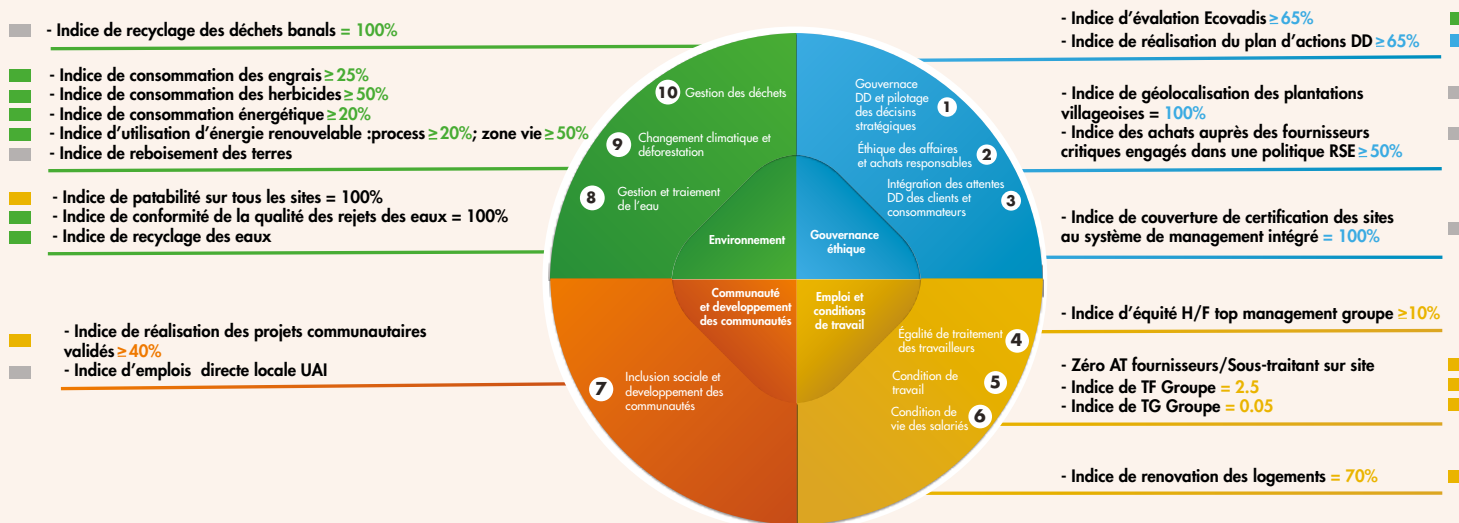 - Indice de recyclage des déchets banals = 100%
- Indice de consommation des engrais ≥ 25%
- Indice de consommation des herbicides ≥ 50%
- Indice de consommation énergétique ≥ 20%
- Indice d'utilisation d'énergie renouvelable :process ≥ 20%; zone vie ≥ 50%
- Indice de reboisement des terres
- Indice de patabilité sur tous les sites = 100%
- Indice de conformité de la qualité des rejets des eaux = 100%
- Indice de recyclage des eaux
- Indice de réalisation des projets communautaires
validés ≥ 40%
- Indice d'emplois directe locale UAI
10 Gestion des déchets
9 Changement climatique et
déforestation
8 Gestion et traiement
de l'eau
Environnement
Gouvernace
DD et pilotage
des décisins
stratégiques
1
Éthique des affaires
et achats responsables
2
Intégration des attentes
DD des clients et
consommateurs
3
Gouvernance
éthique
Communauté
et developpement
des communautés
Emploi et
conditions
de travail
Égalité de traitement
des travailleurs
4
Condition de
travail
5
Condition de
vie des salariés
6
7 Inclusion sociale et
developpement des
communautés
- Indice d'évalation Ecovadis ≥ 65%
- Indice de réalisation du plan d'actions DD ≥ 65%
- Indice de géolocalisation des plantations
villageoises = 100%
- Indice des achats auprès des fournisseurs
critiques engagés dans une politique RSE ≥ 50%
- Indice de couverture de certification des sites
au système de management intégré = 100%
- Indice d'équité H/F top management groupe ≥ 10%
- Zéro AT fournisseurs/Sous-traitant sur site
- Indice de TF Groupe = 2.5
- Indice de TG Groupe = 0.05
- Indice de renovation des logements = 70%